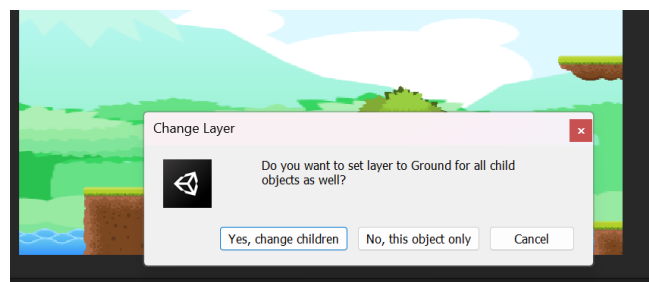 Change Layer
Do you want to set layer to Ground for all child
objects as well?
Yes, change children
No, this object only
Cancel